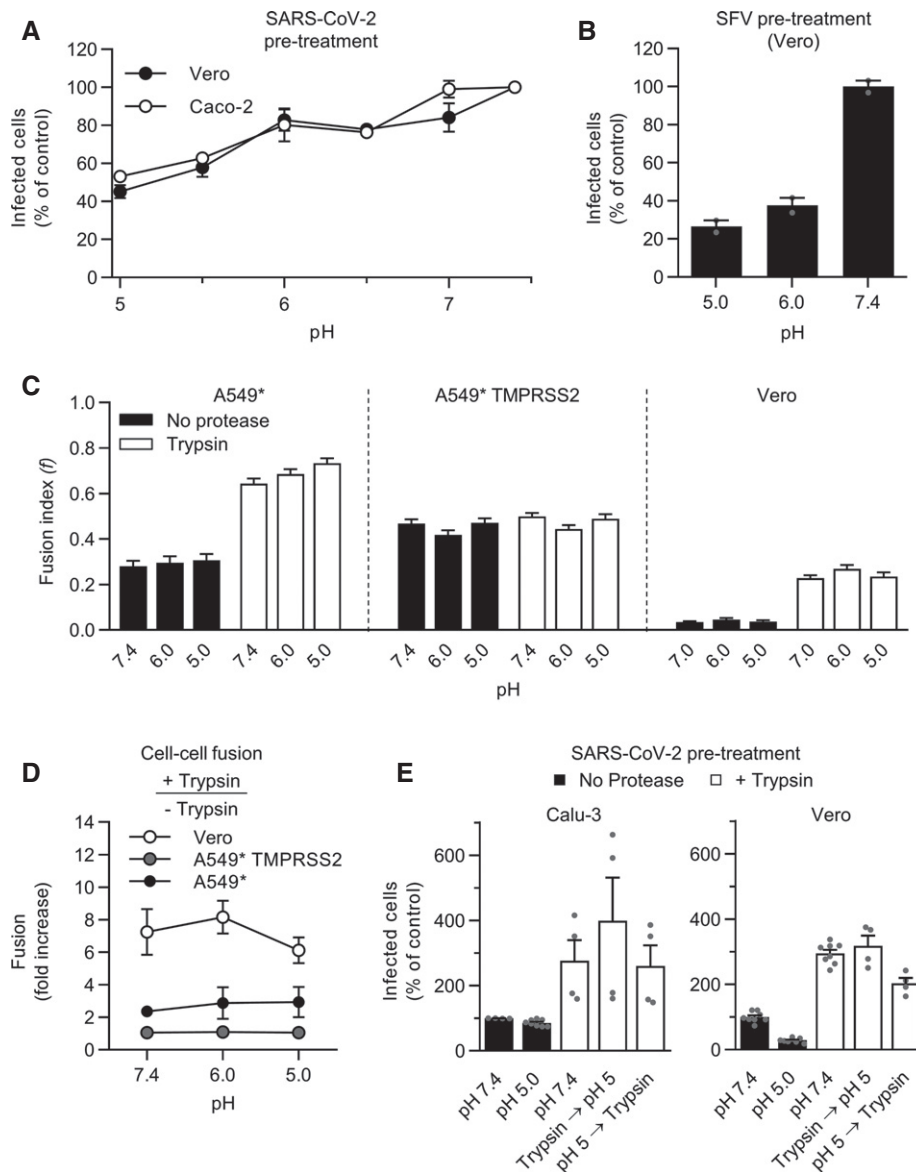 A
SARS-CoV-2
pre-treatment
Infected cells
(% of control)
120
100
80
60
40
20
0
Vero
Caco-2
5
6
7
pH
B
SFV pre-treatment
(Vero)
Infected cells
(% of control)
120
100
80
60
40
20
0
5.0
6.0
7.4
pH
C
A549*
A549* TMPRSS2
Vero
Fusion index (f)
1.0
0.8
0.6
0.4
0.2
0.0
No protease
Trypsin
7.4 6.0 5.0 7.4 6.0 5.0
7.4 6.0 5.0 7.4 6.0 5.0
7.0 6.0 5.0 7.0 6.0 5.0
pH
D
Cell-cell fusion
+ Trypsin
- Trypsin
Vero
A549* TMPRSS2
A549*
Fusion
(fold increase)
14
12
10
8
6
4
2
0
7.4
6.0
5.0
pH
E
SARS-CoV-2 pre-treatment
No Protease
+ Trypsin
Calu-3
Infected cells
(% of control)
600
400
200
0
pH 7.4
pH 5.0
pH 7.4
Trypsin → pH 5
pH 5 → Trypsin
Vero
600
400
200
0
pH 7.4
pH 5.0
pH 7.4
Trypsin → pH 5
pH 5 → Trypsin